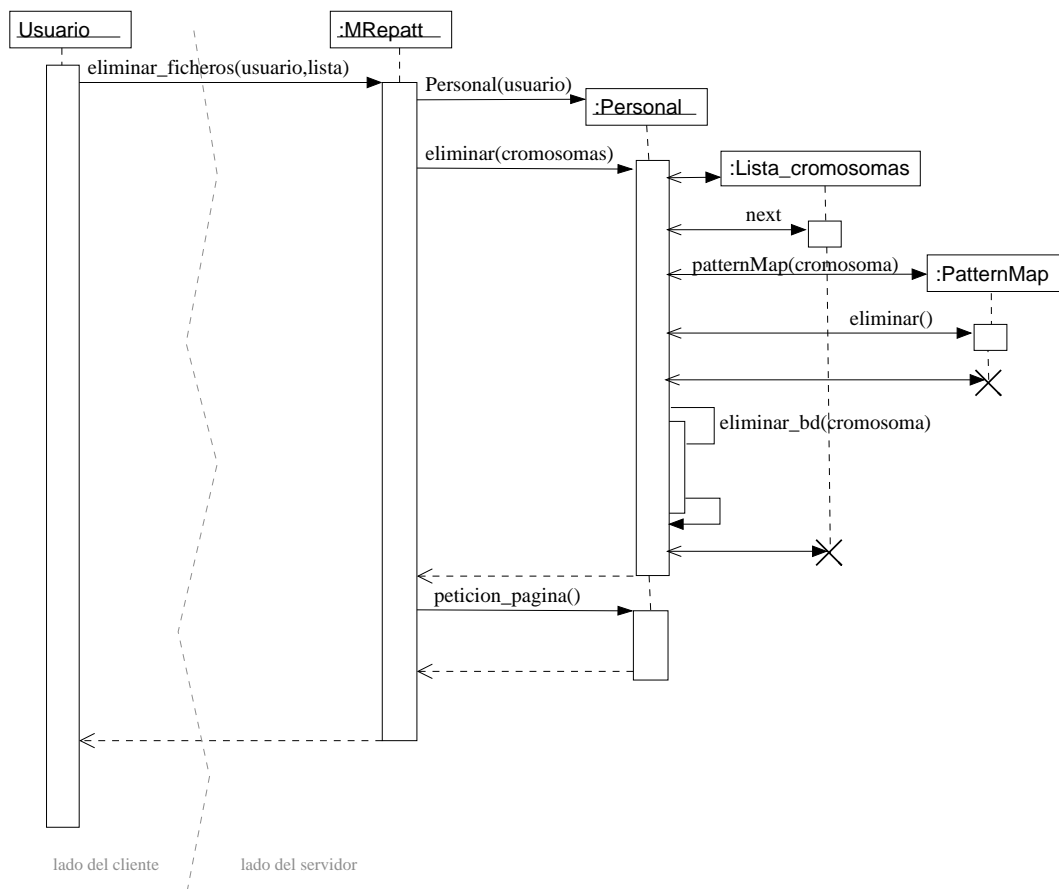 Usuario
:MRepatt
eliminar_ficheros(usuario,lista)
Personal(usuario)
:Personal
eliminar(cromosomas)
:Lista_cromosomas
next
patternMap(cromosoma)
:PatternMap
eliminar()
eliminar_bd(cromosoma)
peticion_pagina()
lado del cliente
lado del servidor